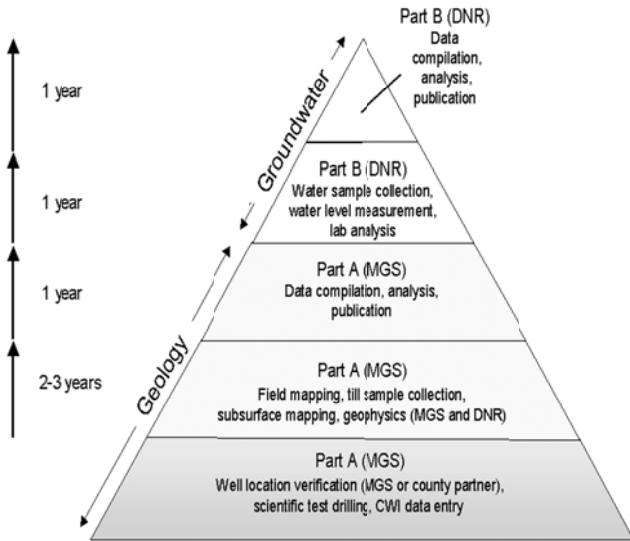 Part B (DNR)
Data
compilation,
analysis,
publication
1 year
Groundwater
Part B (DNR)
Water sample collection,
water level measurement,
lab analysis
1 year
Part A (MGS)
Data compilation, analysis,
publication
1 year
Geology
Part A (MGS)
Field mapping, till sample collection,
subsurface mapping, geophysics (MGS and DNR)
2-3 years
Part A (MGS)
Well location verification (MGS or county partner),
scientific test drilling, CWI data entry